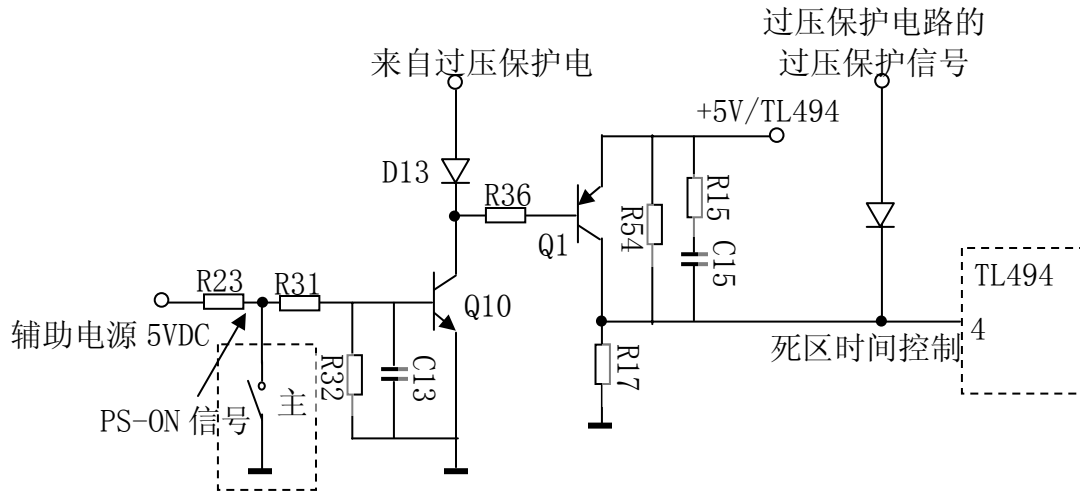 过压保护电路的
过压保护信号
来自过压保护电
+5V/TL494
D13
R36
R15
R54
Q1
C15
TL494
R23
R31
Q10
4
辅助电源 5VDC
死区时间控制
R32
C13
R17
主
PS-ON 信号